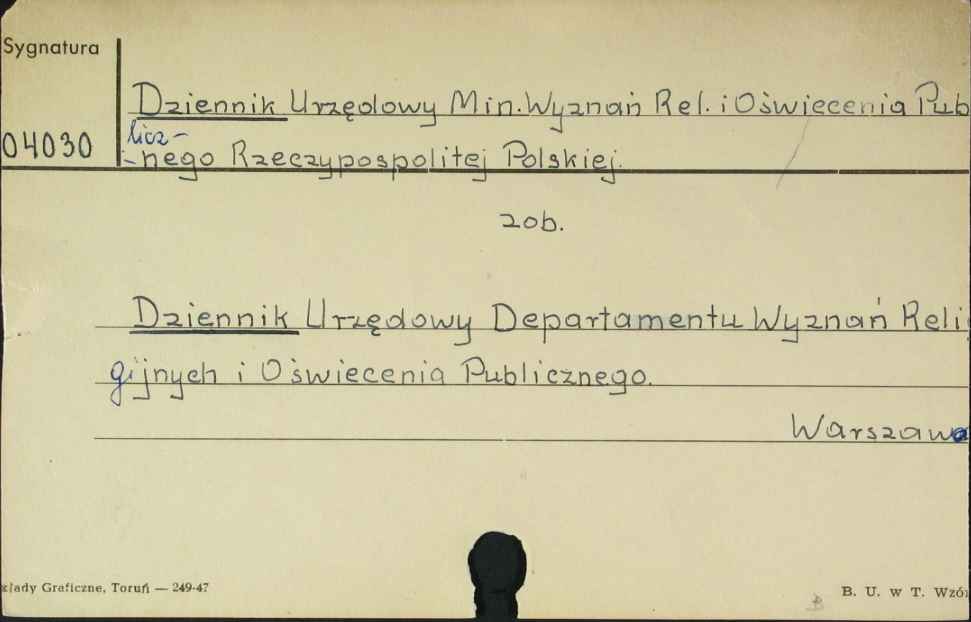 Sygnatura
Dziennik Urzędowy Min. Wyznań Rel. i Oświecenia Pub
04030
licz-
-nego Rzeczypospolitej Polskiej.
zob.
Dziennik Urzędowy Departamentu Wyznań Reli
gijnych i Oświecenia Publicznego.
Warszawa
kłady Graficzne, Toruń — 249-47
B. U. w T. Wzór
B